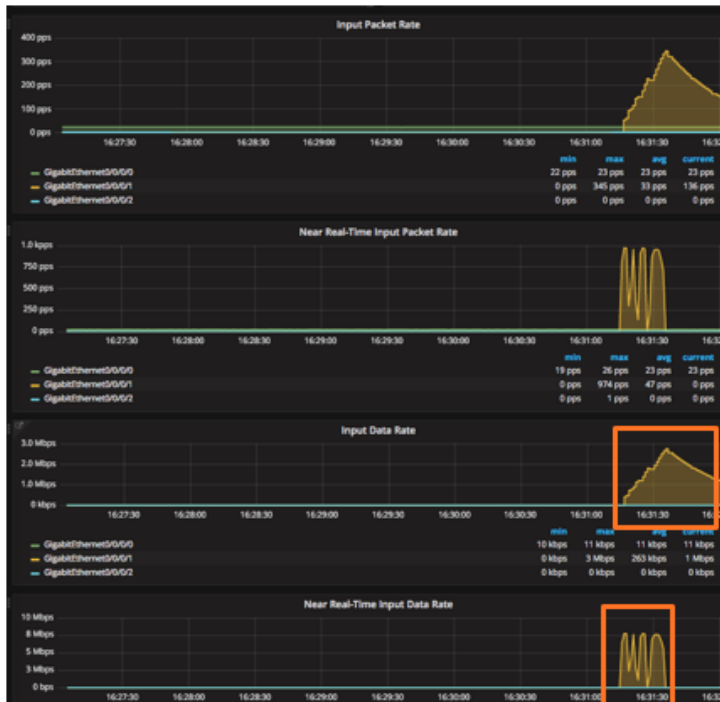 Input Packet Rate
400 pps
300 pps
200 pps
100 pps
0 pps
16:27:30 16:28:00 16:28:30 16:29:00 16:29:30 16:30:00 16:30:30 16:31:00 16:31:30 16:32
min max avg current
GigabitEthernet0/0/0/0 22 pps 23 pps 23 pps 23 pps
GigabitEthernet0/0/0/1 0 pps 345 pps 33 pps 136 pps
GigabitEthernet0/0/0/2 0 pps 0 pps 0 pps 0 pps
Near Real-Time Input Packet Rate
1.0 kpps
750 pps
500 pps
250 pps
0 pps
16:27:30 16:28:00 16:28:30 16:29:00 16:29:30 16:30:00 16:30:30 16:31:00 16:31:30 16:32
min max avg current
GigabitEthernet0/0/0/0 19 pps 26 pps 23 pps 23 pps
GigabitEthernet0/0/0/1 0 pps 974 pps 47 pps 0 pps
GigabitEthernet0/0/0/2 0 pps 1 pps 0 pps 0 pps
Input Data Rate
3.0 Mbps
2.0 Mbps
1.0 Mbps
0 kbps
16:27:30 16:28:00 16:28:30 16:29:00 16:29:30 16:30:00 16:30:30 16:31:00 16:31:30 16:32
min max avg current
GigabitEthernet0/0/0/0 10 kbps 11 kbps 11 kbps 11 kbps
GigabitEthernet0/0/0/1 0 kbps 3 Mbps 263 kbps 1 Mbps
GigabitEthernet0/0/0/2 0 kbps 0 kbps 0 kbps 0 kbps
Near Real-Time Input Data Rate
10 Mbps
8 Mbps
5 Mbps
3 Mbps
0 bps
16:27:30 16:28:00 16:28:30 16:29:00 16:29:30 16:30:00 16:30:30 16:31:00 16:31:30 16:32